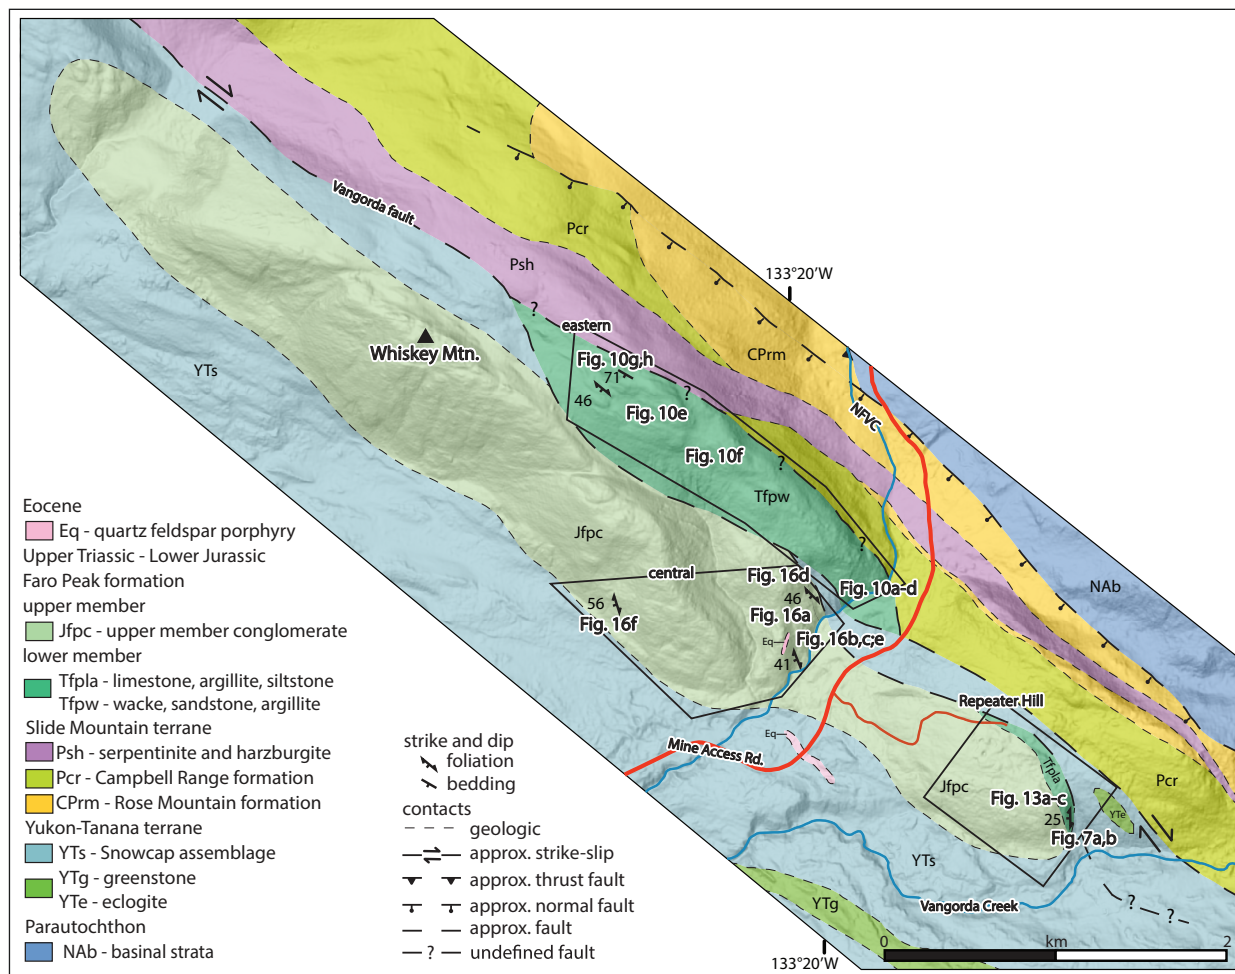 Vangorda fault
Pcr
Psh
133°20'W
?
eastern
Fig. 10g,h
71
46
?
Whiskey Mtn.
CPrm
YTs
Fig. 10e
NFVC
Fig. 10f
?
Tfpw
Jfpc
?
NAb
central
Fig. 16d
46
Fig. 10a-d
56
Fig. 16f
Fig. 16a
Eq
Fig. 16b,c;e
41
Repeater Hill
Eq
Mine Access Rd.
Tfpla
Pcr
Jfpc
Fig. 13a-c
25
YTe
Fig. 7a,b
YTs
YTg
Vangorda Creek
? ?
0 km 2
133°20'W
Eocene
Eq - quartz feldspar porphyry
Upper Triassic - Lower Jurassic
Faro Peak formation
upper member
Jfpc - upper member conglomerate
lower member
Tfpla - limestone, argillite, siltstone
Tfpw - wacke, sandstone, argillite
Slide Mountain terrane
Psh - serpentinite and harzburgite
Pcr - Campbell Range formation
CPrm - Rose Mountain formation
Yukon-Tanana terrane
YTs - Snowcap assemblage
YTg - greenstone
YTe - eclogite
Parautochthon
NAb - basinal strata
strike and dip
foliation
bedding
contacts
geologic
approx. strike-slip
approx. thrust fault
approx. normal fault
approx. fault
? undefined fault